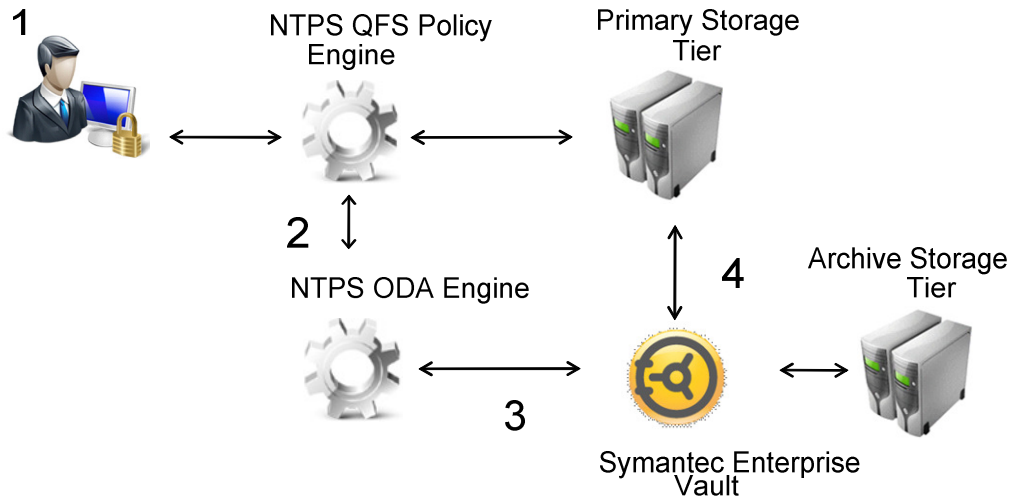 1
NTPS QFS Policy
Engine
Primary Storage
Tier
2
NTPS ODA Engine
4
Archive Storage
Tier
3
Symantec Enterprise
Vault